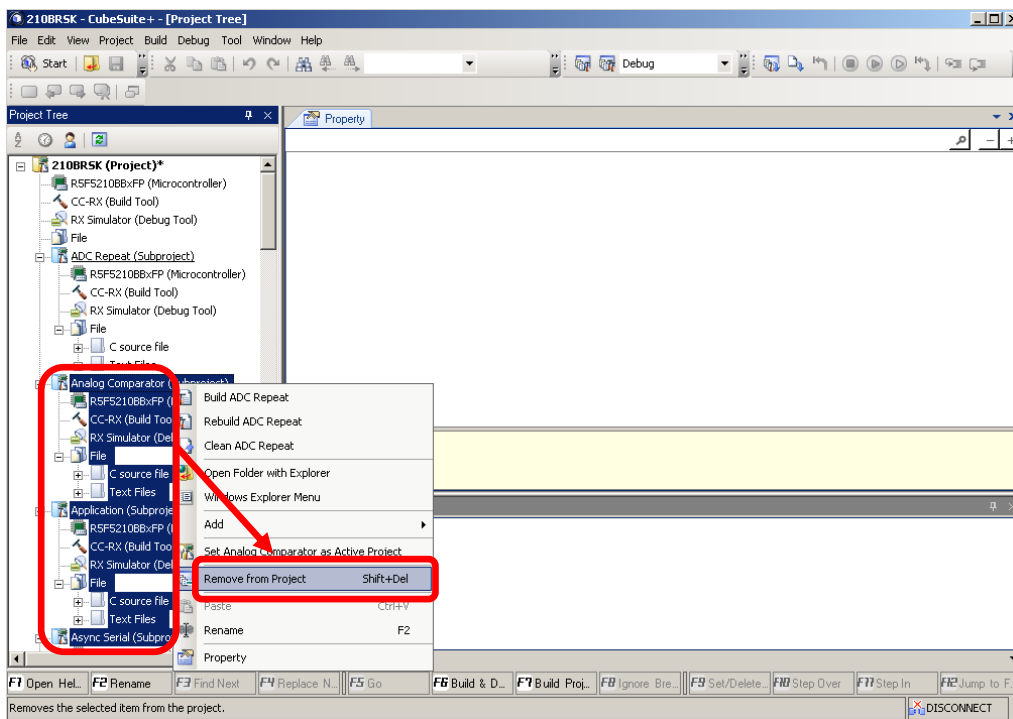 210BRSK - CubeSuite+ - [Project Tree]
File Edit View Project Build Debug Tool Window Help
Start Debug
Project Tree
Property
210BRSK (Project)*
R5F5210BBxFP (Microcontroller)
CC-RX (Build Tool)
RX Simulator (Debug Tool)
File
ADC Repeat (Subproject)
R5F5210BBxFP (Microcontroller)
CC-RX (Build Tool)
RX Simulator (Debug Tool)
File
C source file
Text Files
Analog Comparator (Subproject)
R5F5210BBxFP (
CC-RX (Build Too
RX Simulator (De
File
C source file
Text Files
Application (Subproje
R5F5210BBxFP (
CC-RX (Build Too
RX Simulator (De
File
C source file
Text Files
Async Serial (Subpro
Build ADC Repeat
Rebuild ADC Repeat
Clean ADC Repeat
Open Folder with Explorer
Windows Explorer Menu
Add
Set Analog Comparator as Active Project
Remove from Project Shift+Del
Paste Ctrl+V
Rename F2
Property
F1 Open Hel... F2 Rename F3 Find Next F4 Replace N... F5 Go F6 Build & D... F7 Build Proj... F8 Ignore Bre... F9 Set/Delete... F10 Step Over F11 Step In F12 Jump to F...
Removes the selected item from the project. DISCONNECT